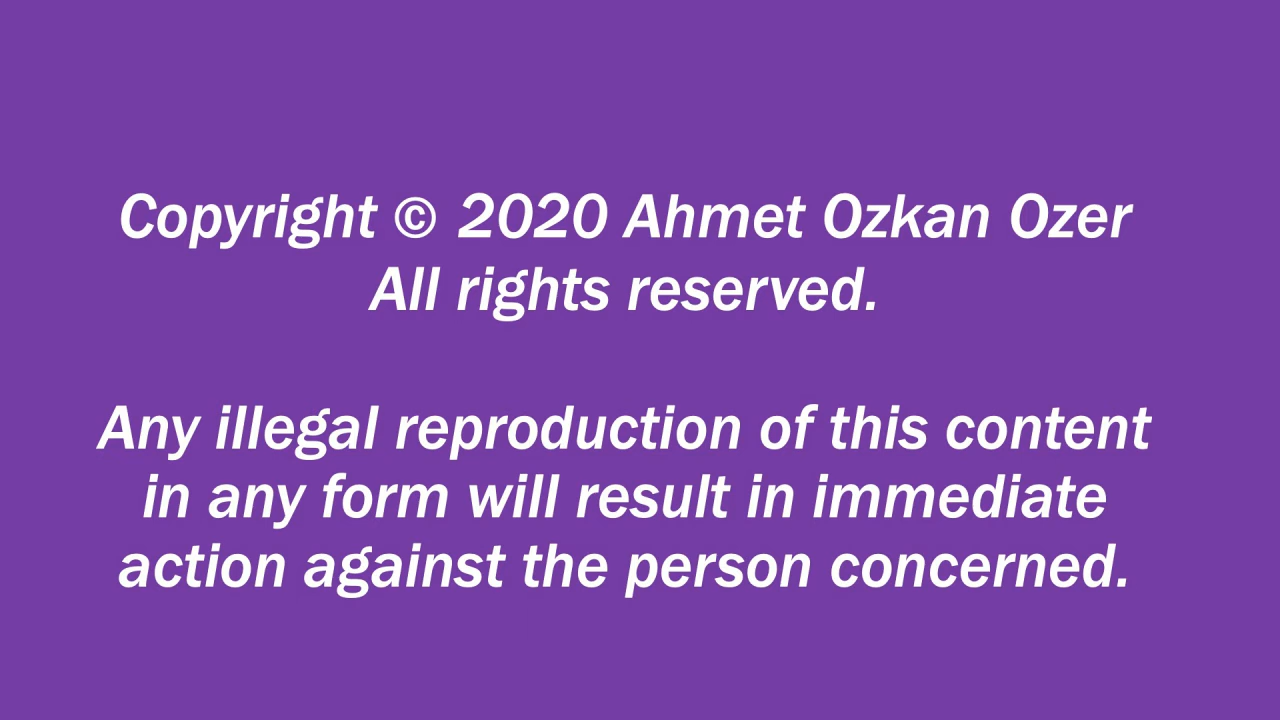 Copyright © 2020 Ahmet Ozkan Ozer
All rights reserved.
Any illegal reproduction of this content
in any form will result in immediate
action against the person concerned.